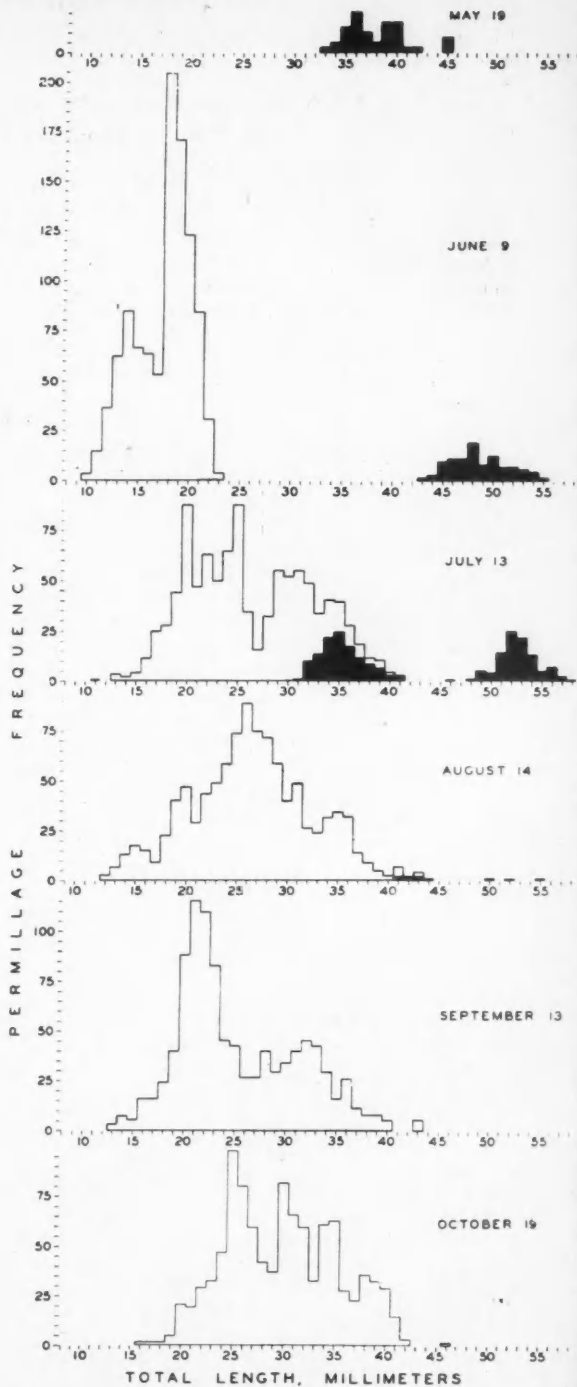 MAY 19
0
10 15 20 25 30 35 40 45 50 55
200
175
150
125
100
75
50
25
0
JUNE 9
10 15 20 25 30 35 40 45 50 55
75
50
25
0
JULY 13
10 15 20 25 30 35 40 45 50 55
75
50
25
0
AUGUST 14
10 15 20 25 30 35 40 45 50 55
100
75
50
25
0
SEPTEMBER 13
10 15 20 25 30 35 40 45 50 55
75
50
25
0
OCTOBER 19
10 15 20 25 30 35 40 45 50 55
PERMILLAGE FREQUENCY
TOTAL LENGTH, MILLIMETERS